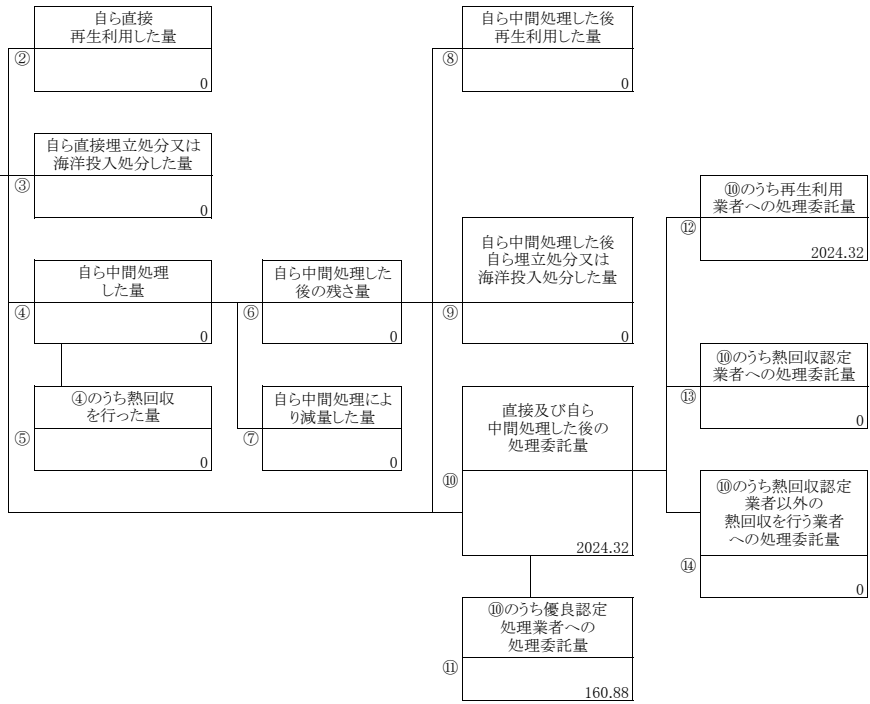 自ら直接
再生利用した量
②
0
自ら直接埋立処分又は
海洋投入処分した量
③
0
自ら中間処理
した量
④
0
④のうち熱回収
を行った量
⑤
0
自ら中間処理した
後の残さ量
⑥
0
自ら中間処理によ
り減量した量
⑦
0
自ら中間処理した後
再生利用した量
⑧
0
自ら中間処理した後
自ら埋立処分又は
海洋投入処分した量
⑨
0
直接及び自ら
中間処理した後の
処理委託量
⑩
2024.32
⑩のうち優良認定
処理業者への
処理委託量
⑪
160.88
⑩のうち再生利用
業者への処理委託量
⑫
2024.32
⑩のうち熱回収認定
業者への処理委託量
⑬
0
⑩のうち熱回収認定
業者以外の
熱回収を行う業者
への処理委託量
⑭
0